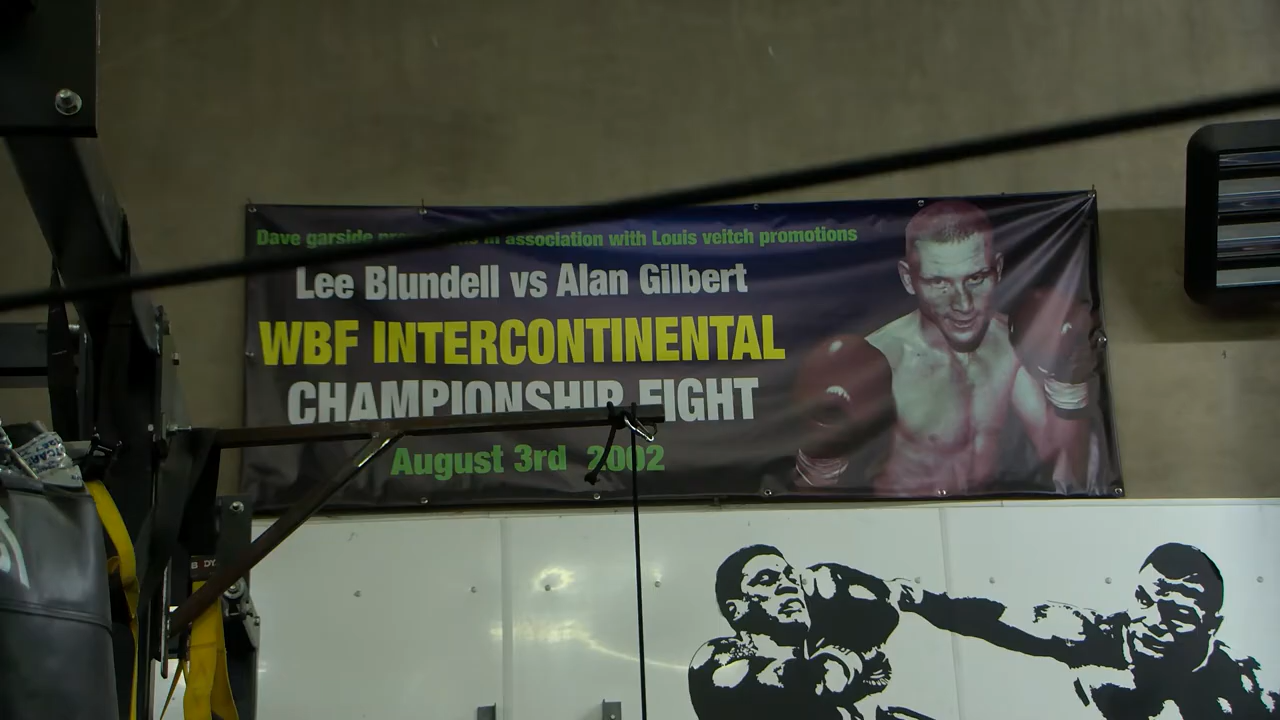 Dave garside in association with Louis veitch promotions
Lee Blundell vs Alan Gilbert
WBF INTERCONTINENTAL
CHAMPIONSHIP FIGHT
August 3rd 2002